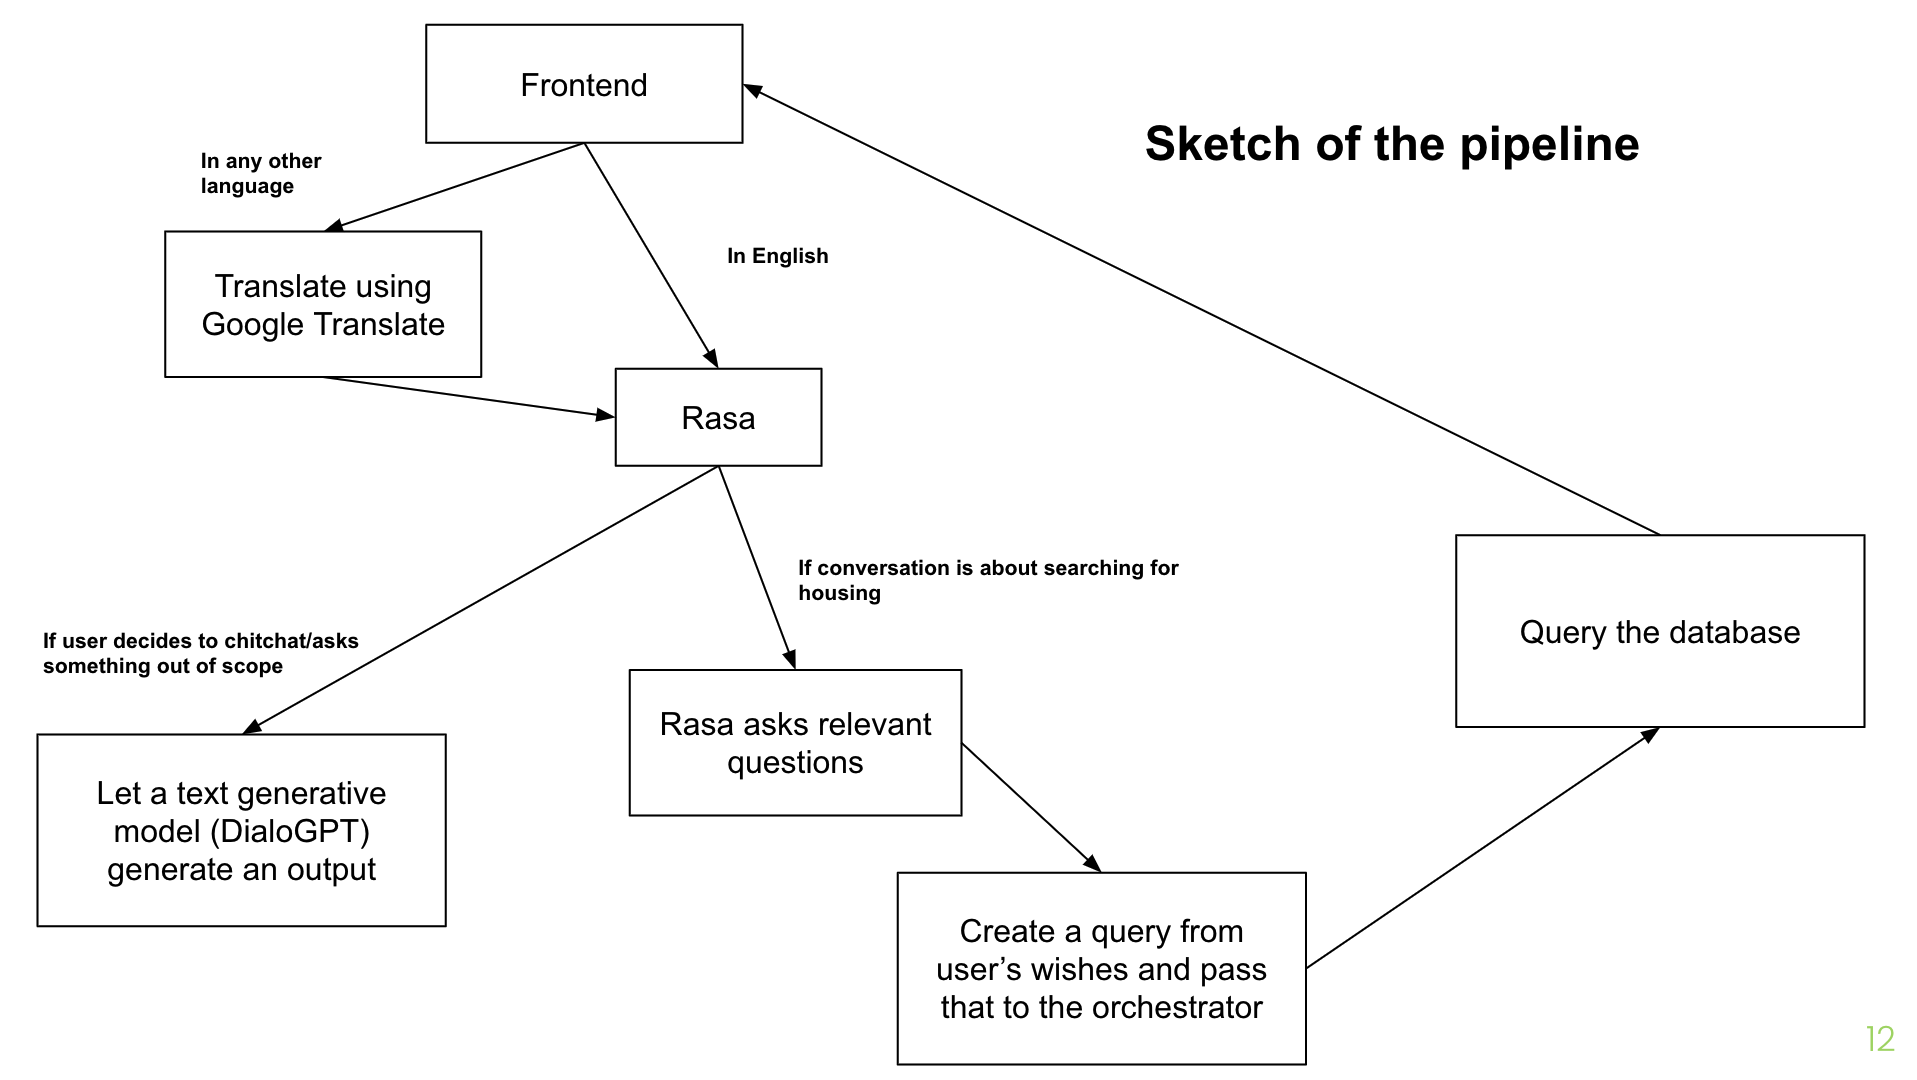 Frontend
Sketch of the pipeline
In any other
language
In English
Translate using
Google Translate
Rasa
If conversation is about searching for
housing
If user decides to chitchat/asks
something out of scope
Query the database
Rasa asks relevant
questions
Let a text generative
model (DialoGPT)
generate an output
Create a query from
user’s wishes and pass
that to the orchestrator
12